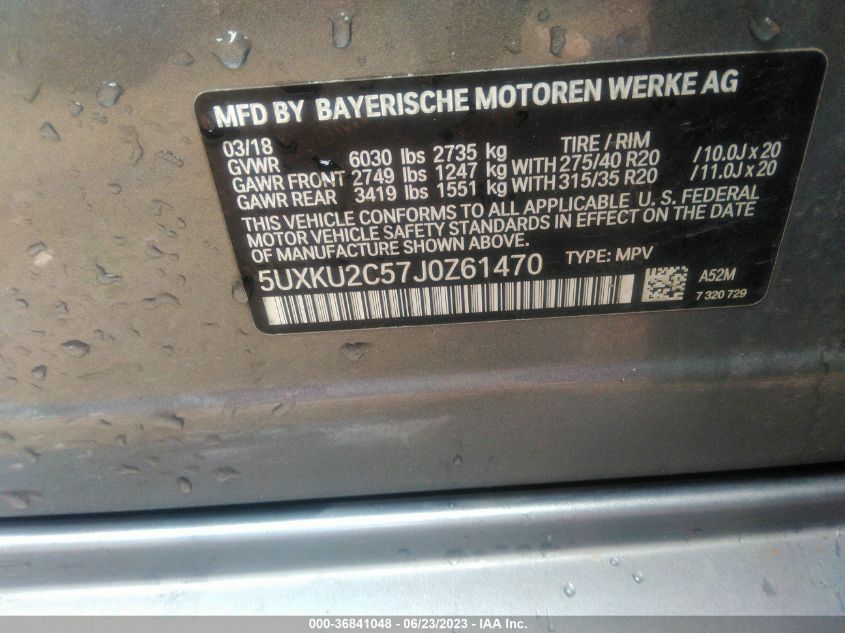 MFD BY BAYERISCHE MOTOREN WERKE AG
03/18 TIRE / RIM
GVWR 6030 lbs 2735 kg
GAWR FRONT 2749 lbs 1247 kg WITH 275/40 R20 /10.0J x 20
GAWR REAR 3419 lbs 1551 kg WITH 315/35 R20 /11.0J x 20
THIS VEHICLE CONFORMS TO ALL APPLICABLE U. S. FEDERAL
MOTOR VEHICLE SAFETY STANDARDS IN EFFECT ON THE DATE
OF MANUFACTURE SHOWN ABOVE.
5UXKU2C57J0Z61470 TYPE: MPV
A52M
7 320 729
000-36841048 - 06/23/2023 - IAA Inc.